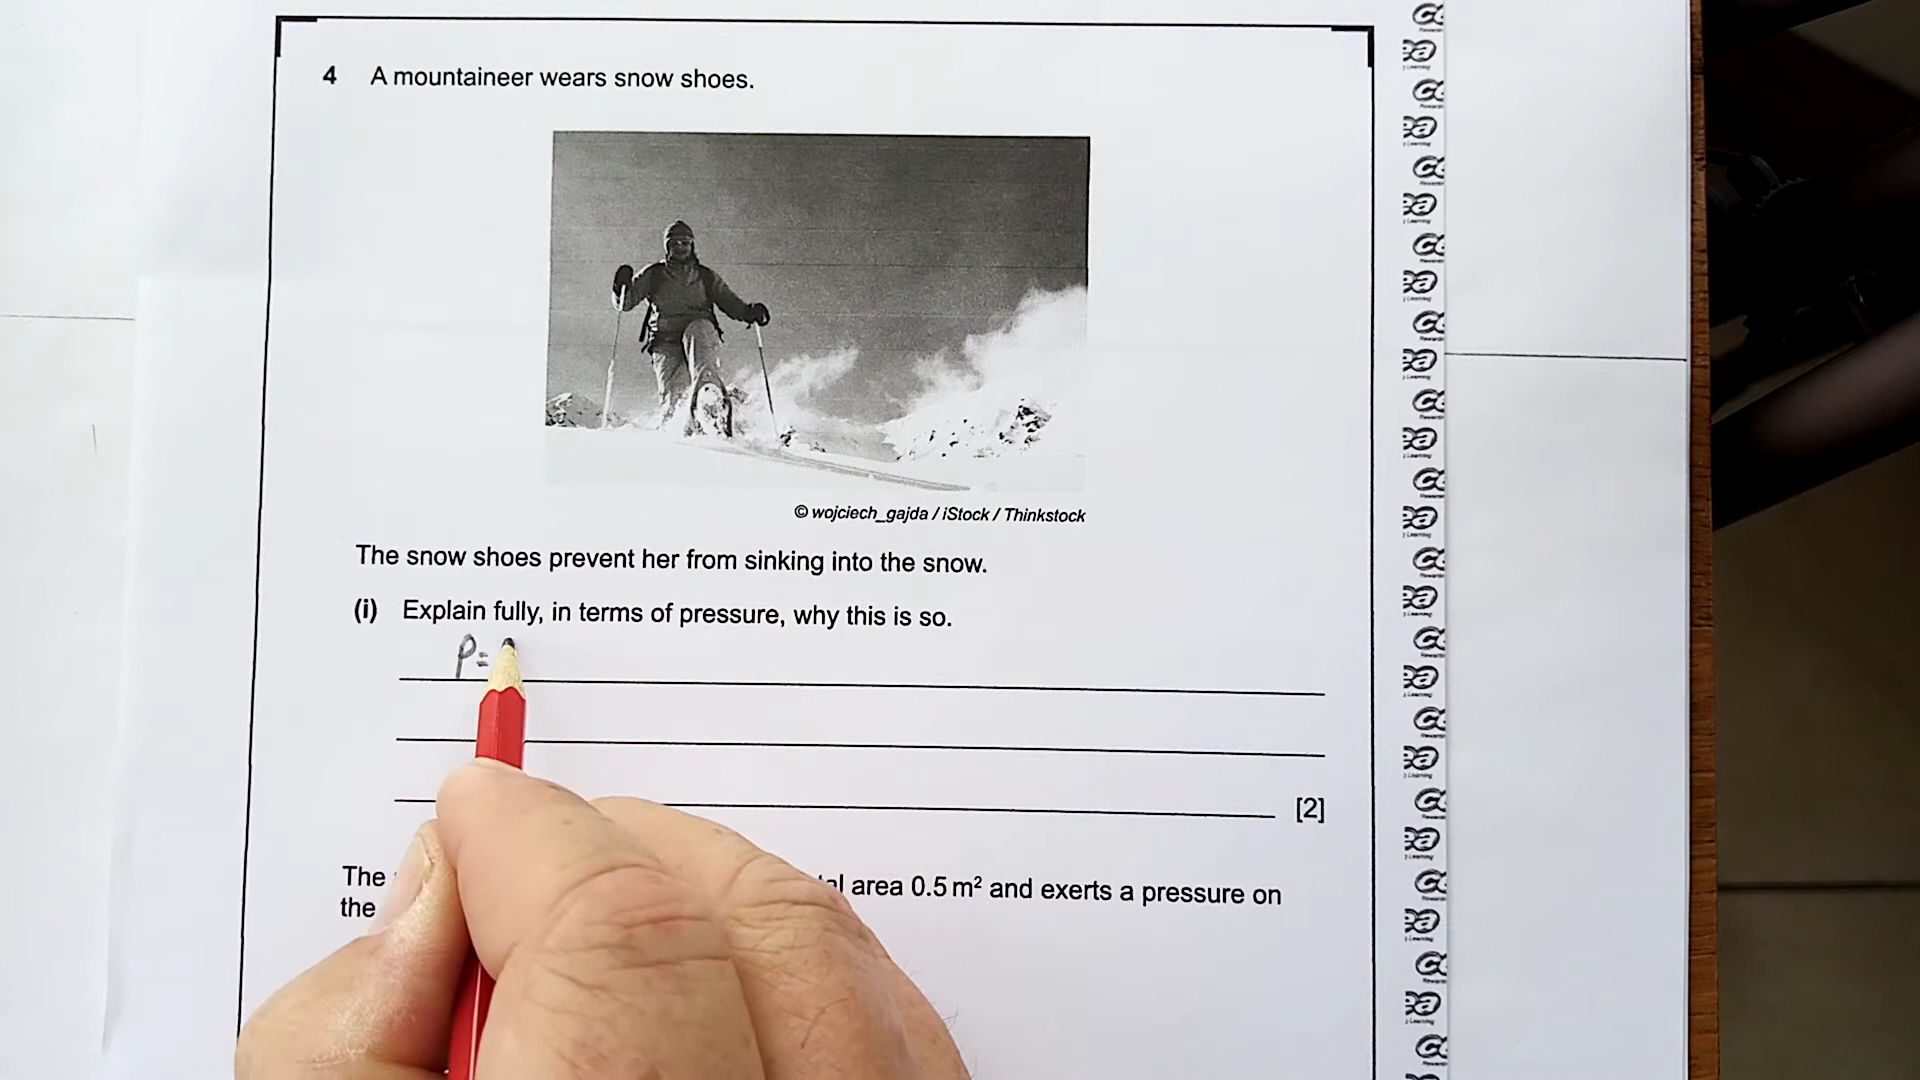 4 A mountaineer wears snow shoes.
© wojciech_gajda / iStock / Thinkstock
The snow shoes prevent her from sinking into the snow.
(i) Explain fully, in terms of pressure, why this is so.
P=
[2]
The area 0.5 m² and exerts a pressure on
the